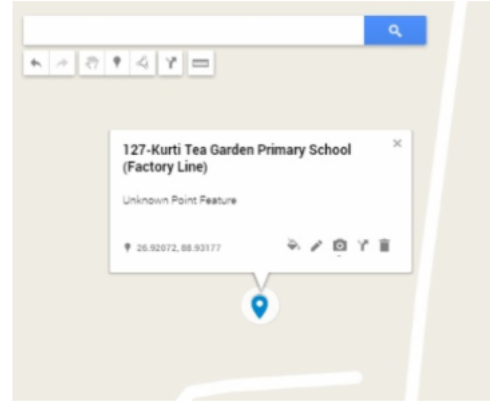 127-Kurti Tea Garden Primary School
(Factory Line)
Unknown Point Feature
26.92072, 88.93177